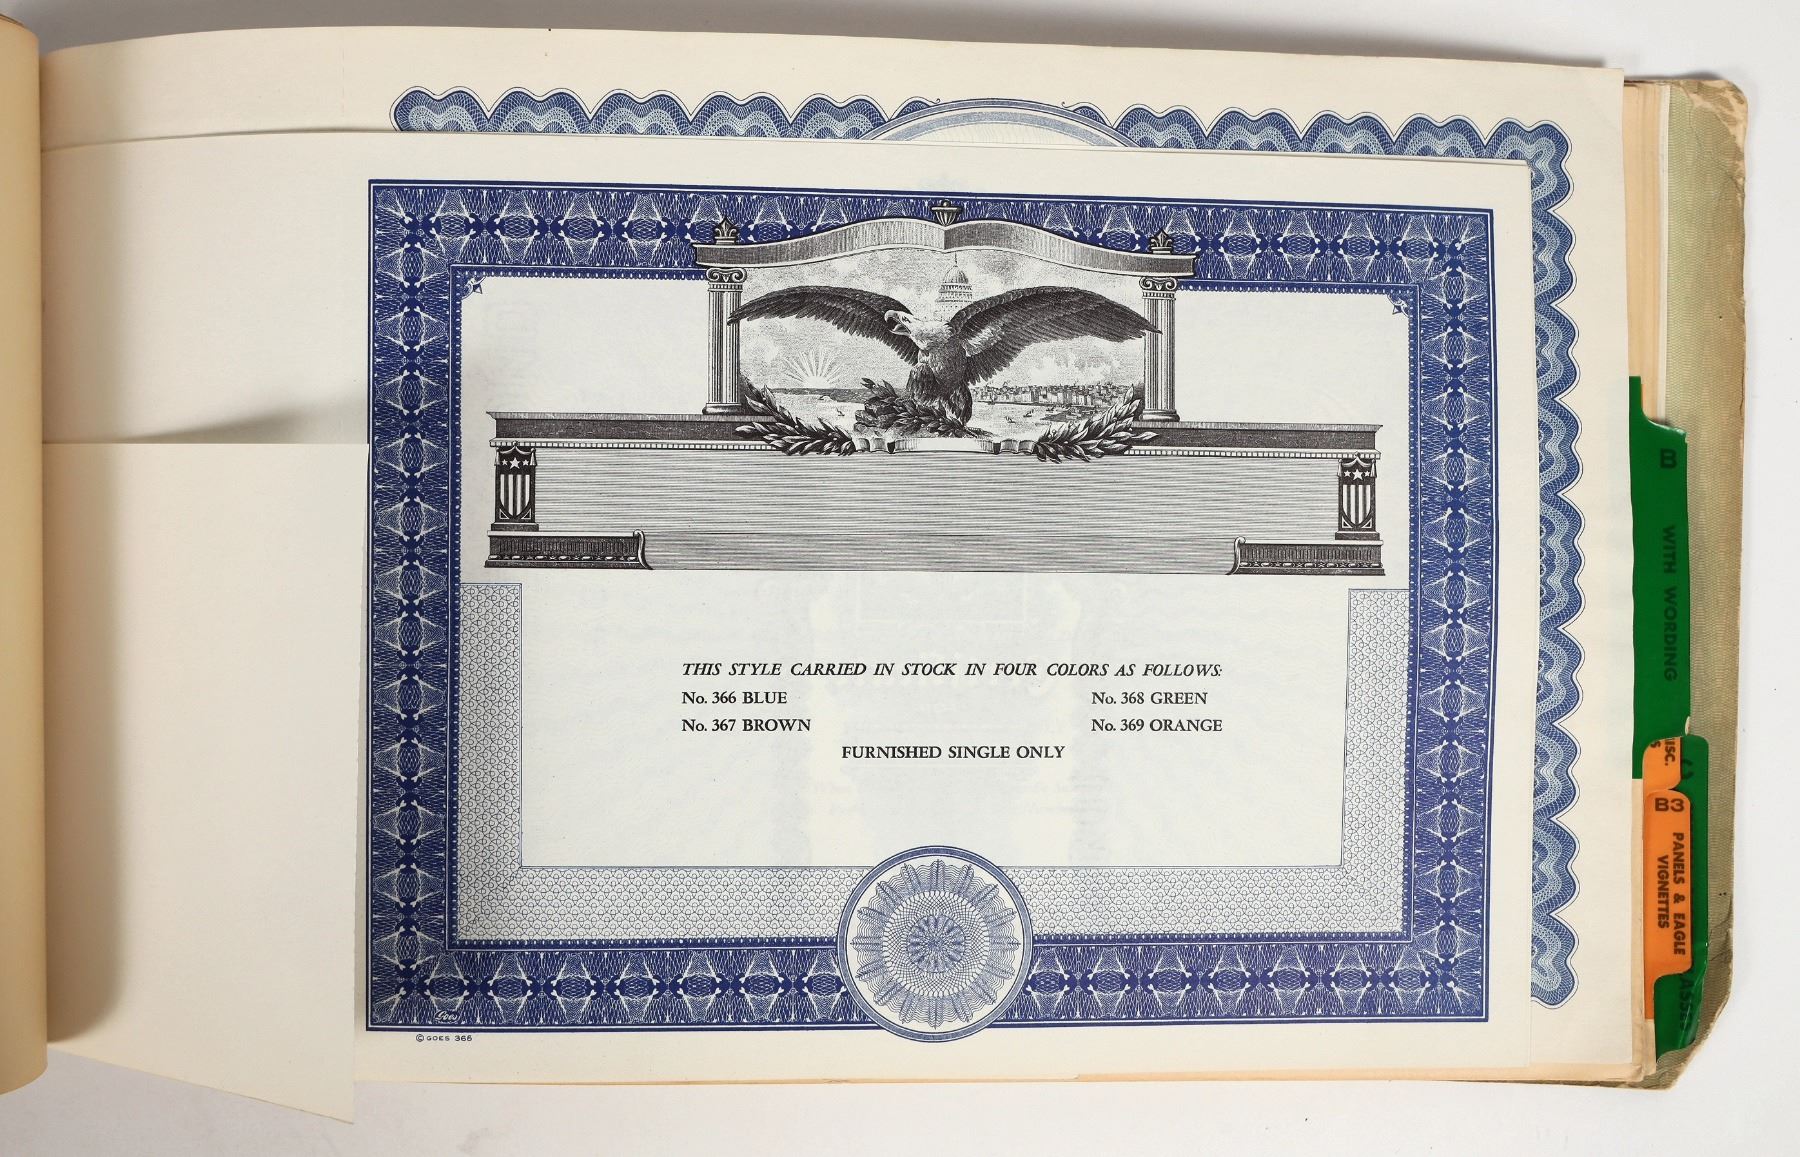 THIS STYLE CARRIED IN STOCK IN FOUR COLORS AS FOLLOWS:
No. 366 BLUE
No. 368 GREEN
No. 367 BROWN
No. 369 ORANGE
FURNISHED SINGLE ONLY
Goes
© GOES 366
B WITH WORDING
B3 PANELS & EAGLE
VIGNETTES